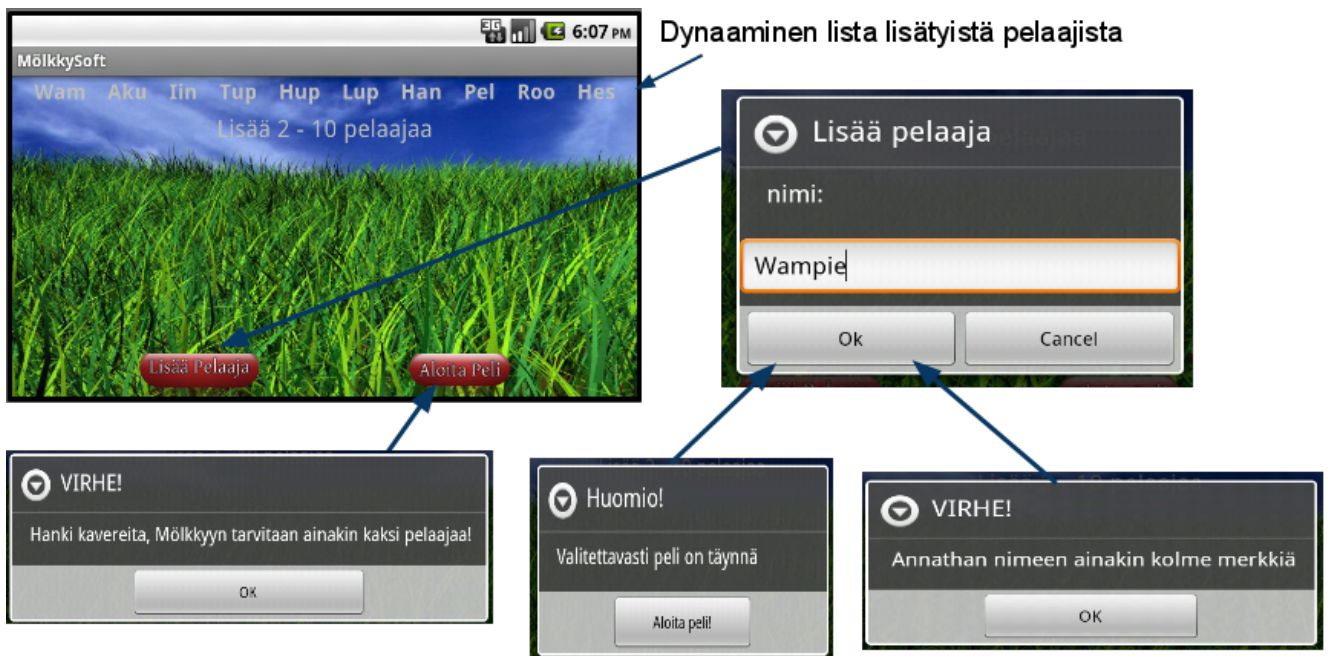 6:07 PM
Dynaaminen lista lisätyistä pelaajista
MölkkySoft
Wam Aku Iin Tup Hup Lup Han Pel Roo Hes
Lisää 2 - 10 pelaajaa
Lisää Pelaaja
Aloita Peli
Lisää pelaaja
nimi:
Wampie
Ok
Cancel
VIRHE!
Hanki kavereita, Mölkkyyn tarvitaan ainakin kaksi pelaajaa!
OK
Huomio!
Valitettavasti peli on täynnä
Aloita peli!
VIRHE!
Annathan nimeen ainakin kolme merkkiä
OK